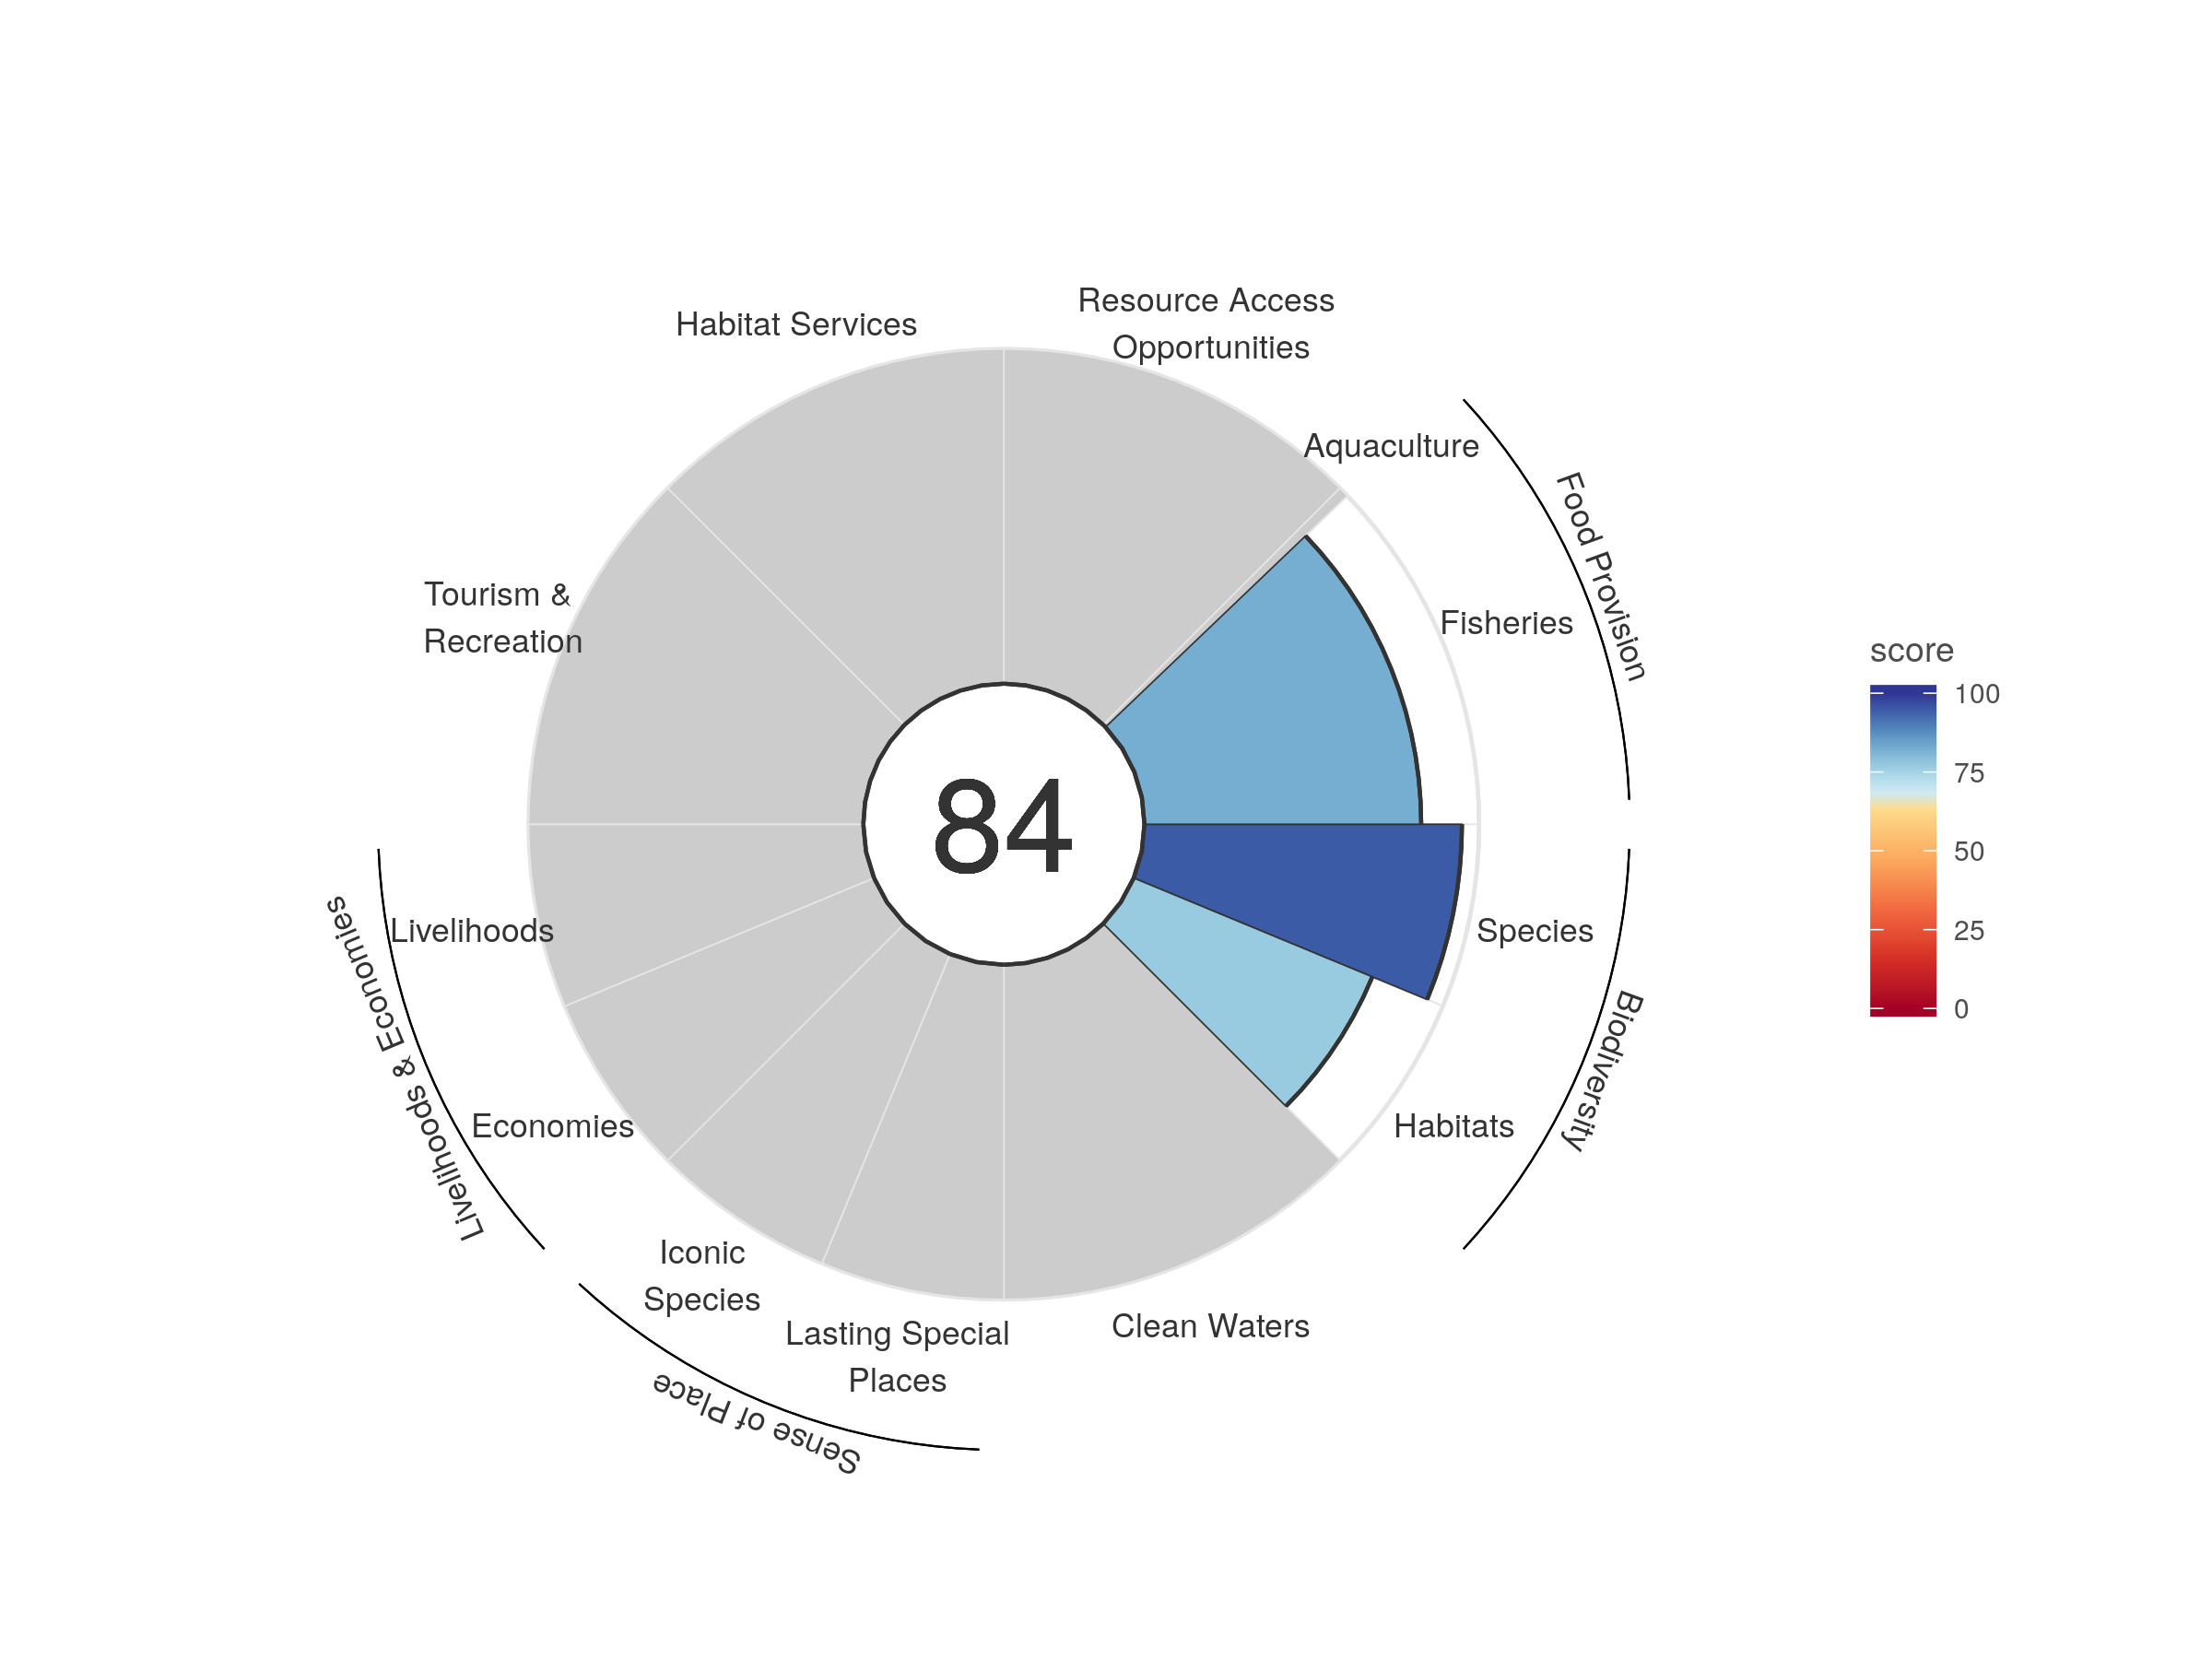 Resource Access
Opportunities
Habitat Services
Aquaculture
Food Provision
Tourism &
Recreation
Fisheries
score
100
75
50
25
0
84
Livelihoods
Species
Livelihoods & Economies
Biodiversity
Economies
Habitats
Iconic
Species
Lasting Special
Places
Clean Waters
Sense of Place